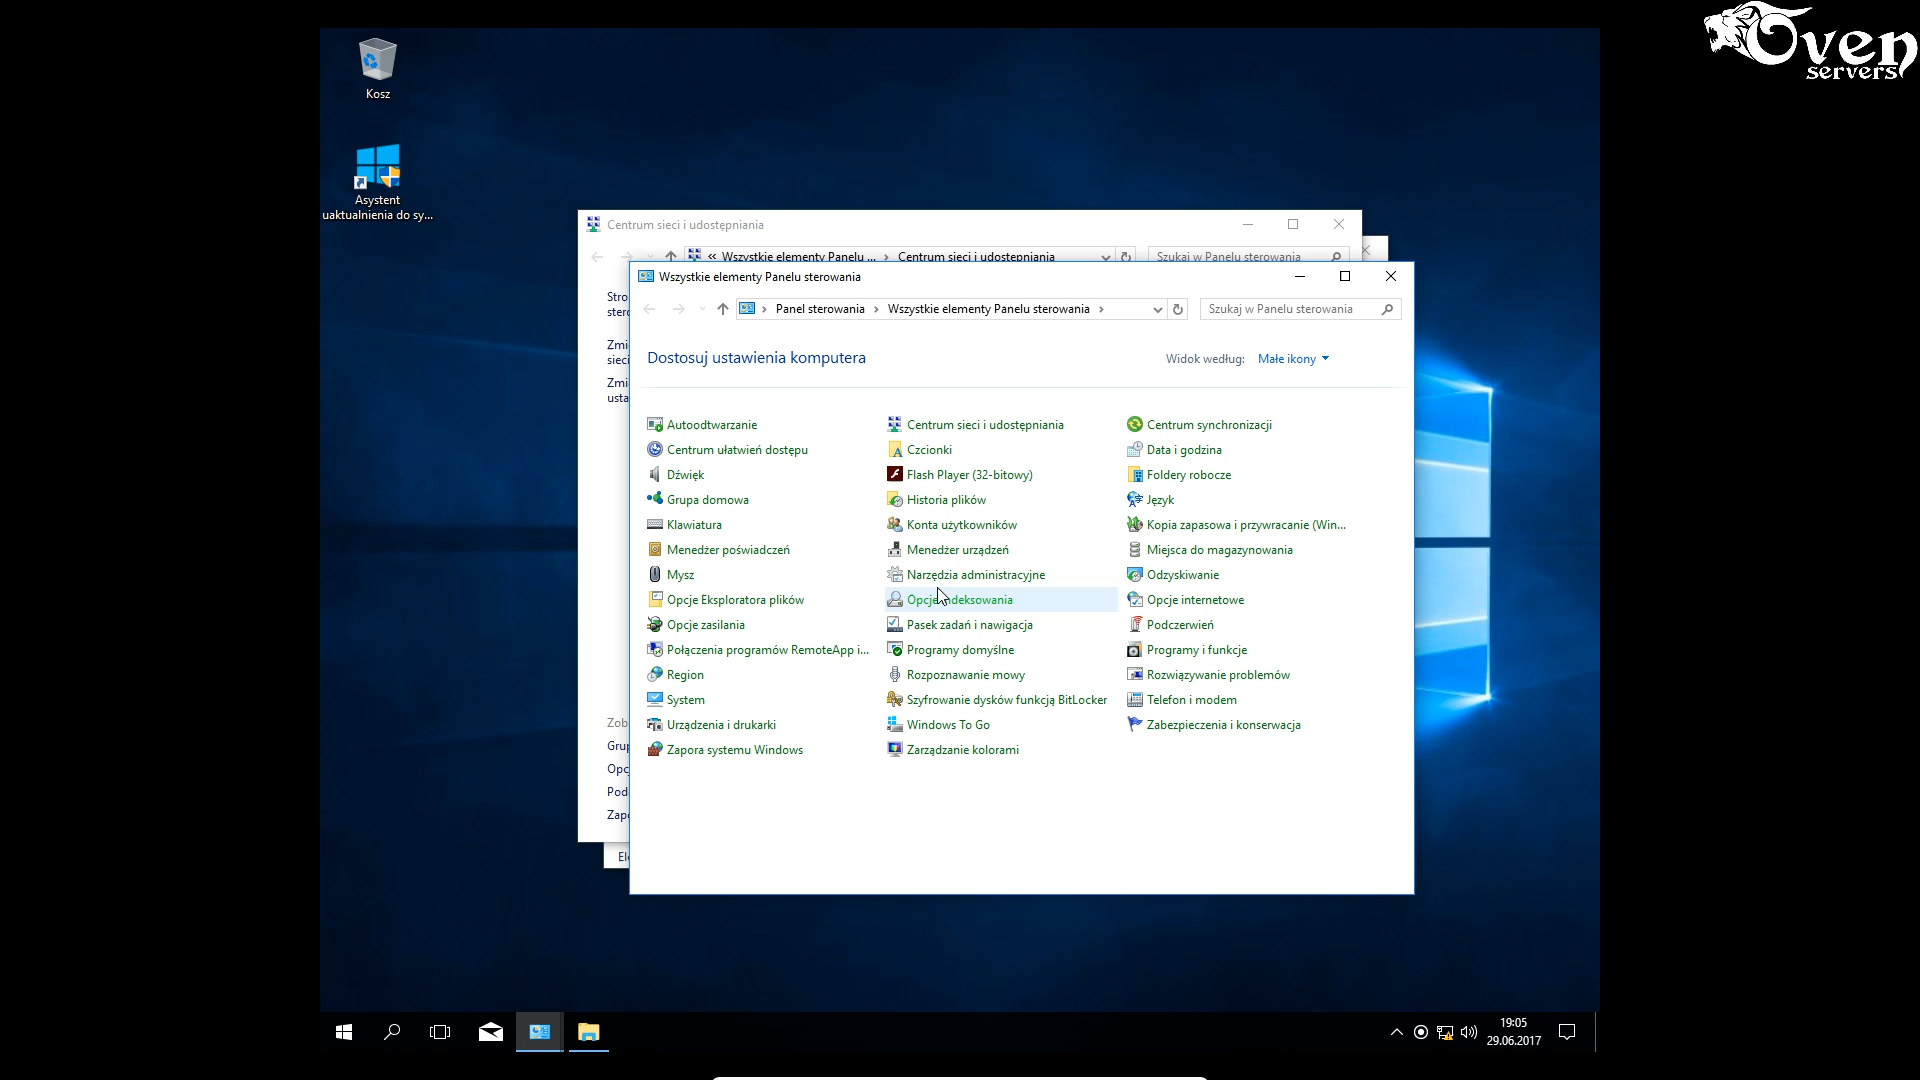 Oven
servers
Kosz
Asystent
uaktualnienia do sy...
Centrum sieci i udostępniania
« Wszystkie elementy Panelu ... > Centrum sieci i udostępniania
Szukaj w Panelu sterowania
Wszystkie elementy Panelu sterowania
Panel sterowania > Wszystkie elementy Panelu sterowania >
Szukaj w Panelu sterowania
Dostosuj ustawienia komputera
Widok według: Małe ikony
Autoodtwarzanie
Centrum ułatwień dostępu
Dźwięk
Grupa domowa
Klawiatura
Menedżer poświadczeń
Mysz
Opcje Eksploratora plików
Opcje zasilania
Połączenia programów RemoteApp i...
Region
System
Urządzenia i drukarki
Zapora systemu Windows
Centrum sieci i udostępniania
Czcionki
Flash Player (32-bitowy)
Historia plików
Konta użytkowników
Menedżer urządzeń
Narzędzia administracyjne
Opcje indeksowania
Pasek zadań i nawigacja
Programy domyślne
Rozpoznawanie mowy
Szyfrowanie dysków funkcją BitLocker
Windows To Go
Zarządzanie kolorami
Centrum synchronizacji
Data i godzina
Foldery robocze
Język
Kopia zapasowa i przywracanie (Win...
Miejsca do magazynowania
Odzyskiwanie
Opcje internetowe
Podczerwień
Programy i funkcje
Rozwiązywanie problemów
Telefon i modem
Zabezpieczenia i konserwacja
Stro
stero
Zmi
sieci
Zmi
usta
Zob
Grup
Opc
Pod
Zapo
Ele
19:05
29.06.2017